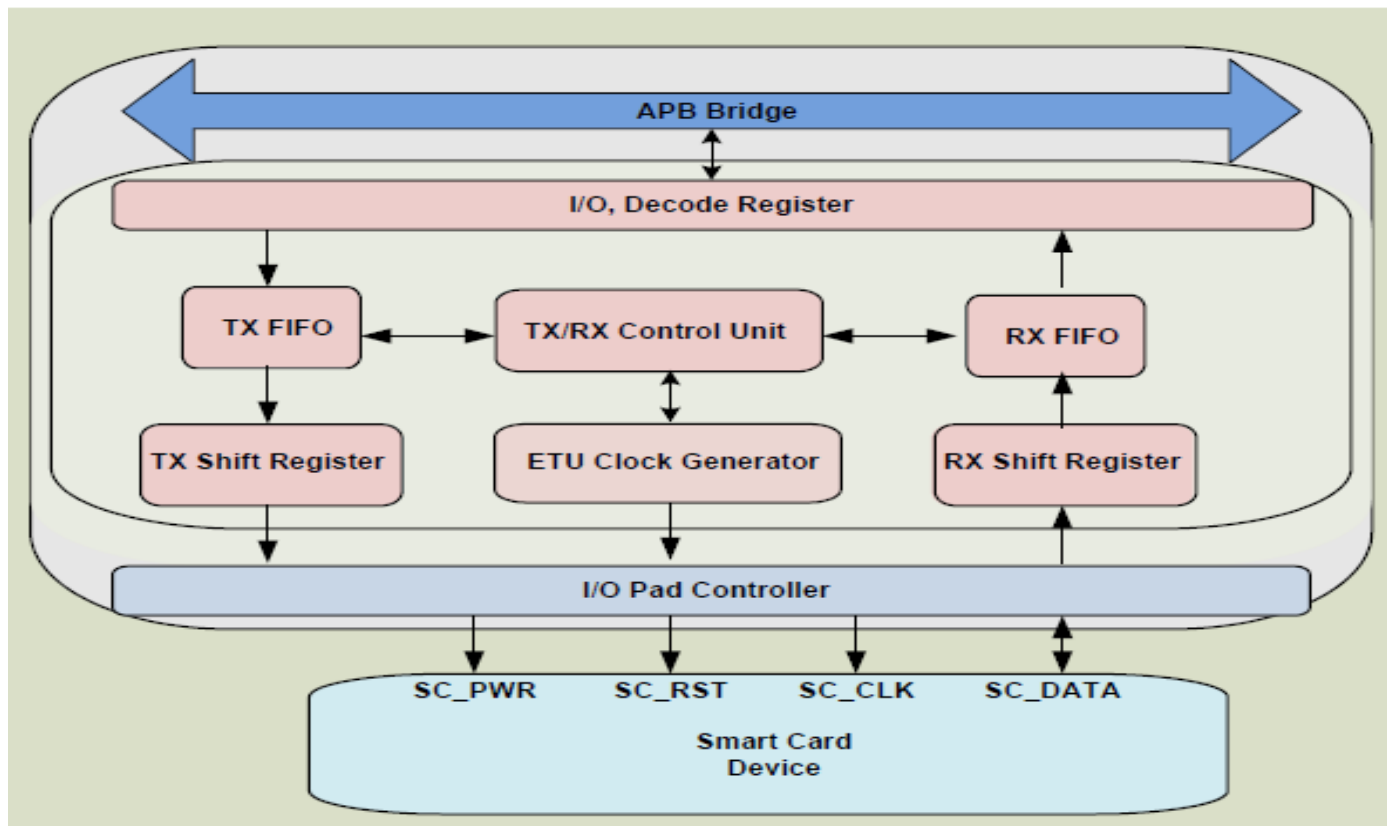 APB Bridge
I/O, Decode Register
TX FIFO
TX/RX Control Unit
RX FIFO
TX Shift Register
ETU Clock Generator
RX Shift Register
I/O Pad Controller
SC_PWR
SC_RST
SC_CLK
SC_DATA
Smart Card
Device